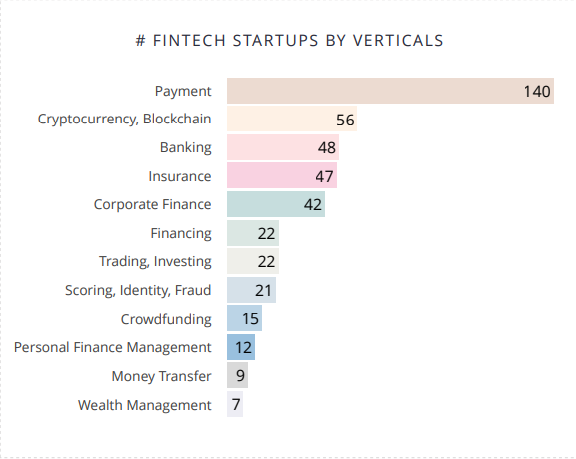 # FINTECH STARTUPS BY VERTICALS
Payment 140
Cryptocurrency, Blockchain 56
Banking 48
Insurance 47
Corporate Finance 42
Financing 22
Trading, Investing 22
Scoring, Identity, Fraud 21
Crowdfunding 15
Personal Finance Management 12
Money Transfer 9
Wealth Management 7